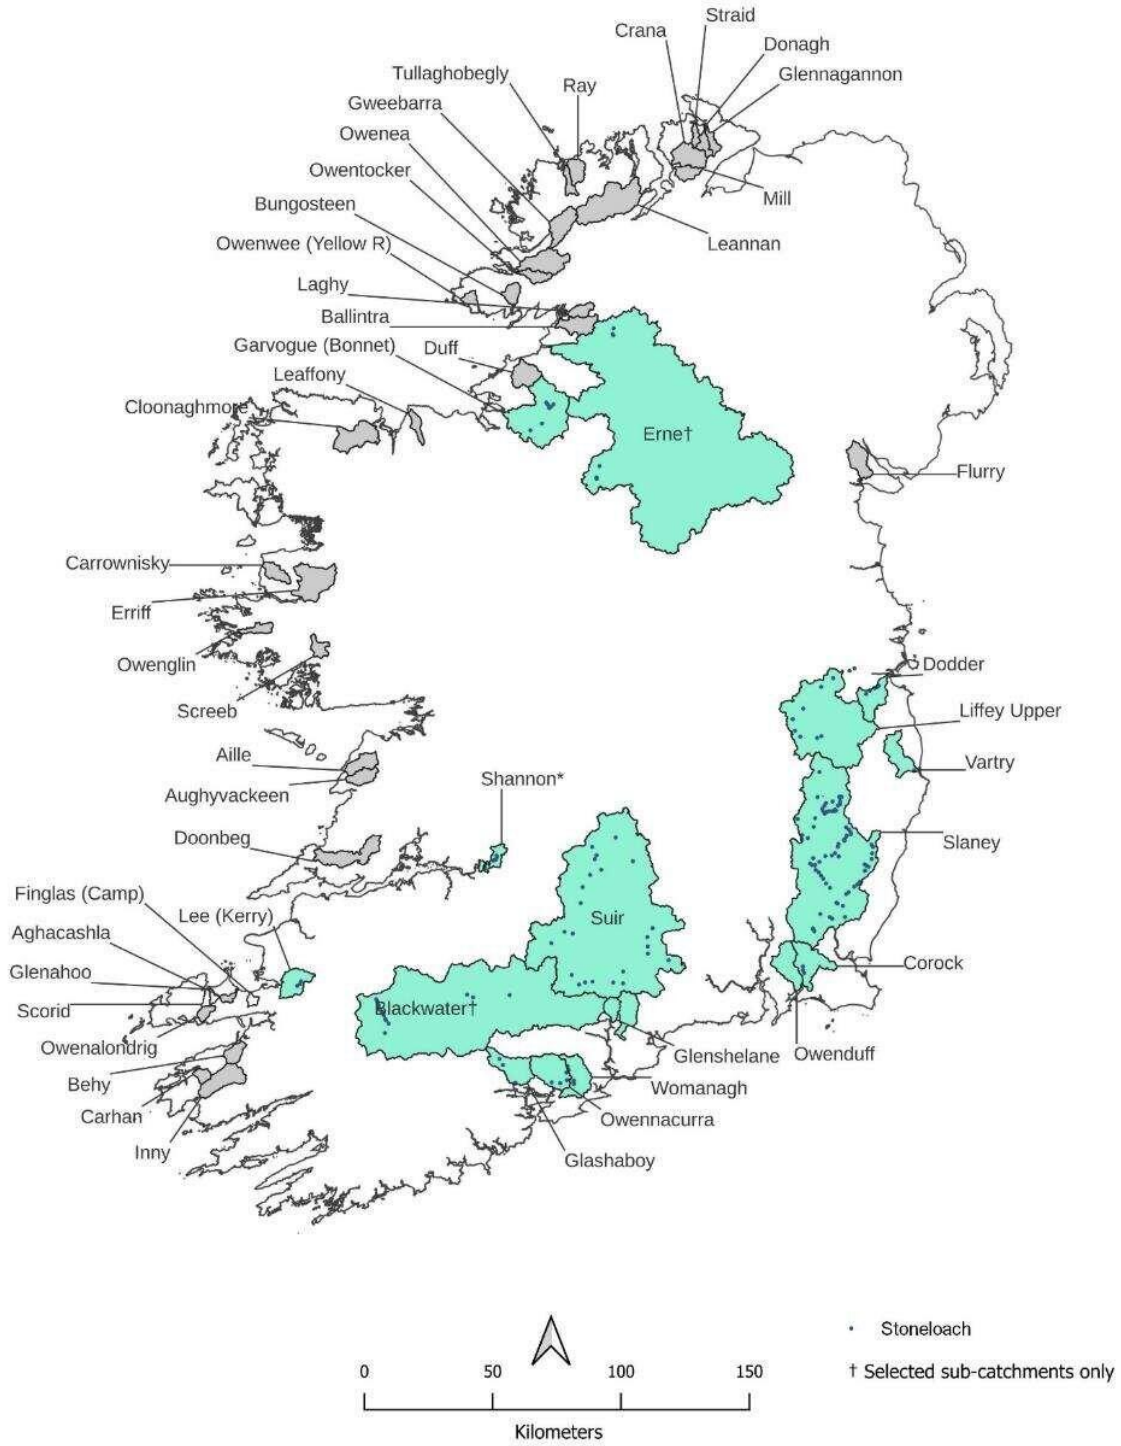 Straid
Crana
Donagh
Glennagannon
Tullaghobegly
Ray
Gweebarra
Owenea
Owentocker
Mill
Bungosteen
Owenwee (Yellow R)
Leannan
Laghy
Ballintra
Garvogue (Bonnet)
Duff
Leaffony
Cloonaghmore
Erne†
Flurry
Carrownisky
Erriff
Owenglin
Dodder
Screeb
Liffey Upper
Aille
Vartry
Shannon*
Aughyvackeen
Doonbeg
Slaney
Finglas (Camp)
Lee (Kerry)
Suir
Aghacashla
Glenahoo
Corock
Scorid
Blackwater†
Owenalondrig
Glenshelane
Owenduff
Behy
Womanagh
Carhan
Owennacurra
Inny
Glashaboy
Stoneloach
0 50 100 150
† Selected sub-catchments only
Kilometers